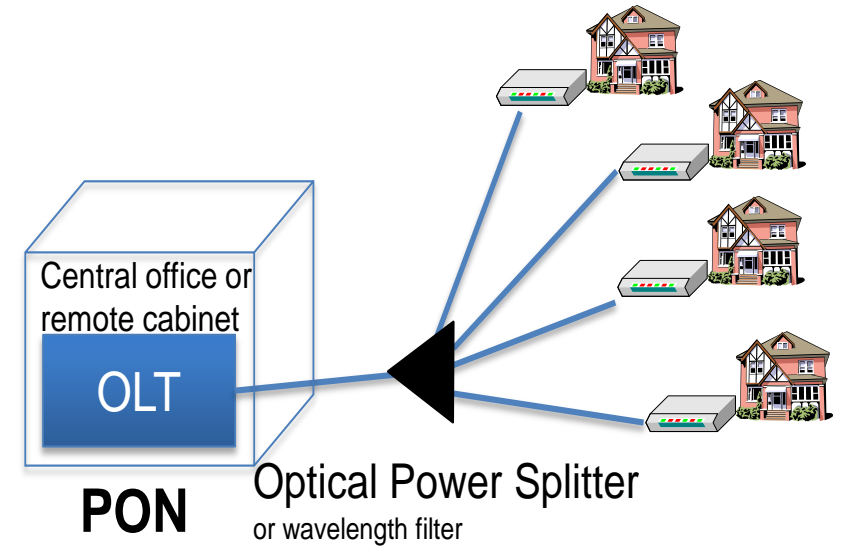 Central office or
remote cabinet
OLT
PON
Optical Power Splitter
or wavelength filter